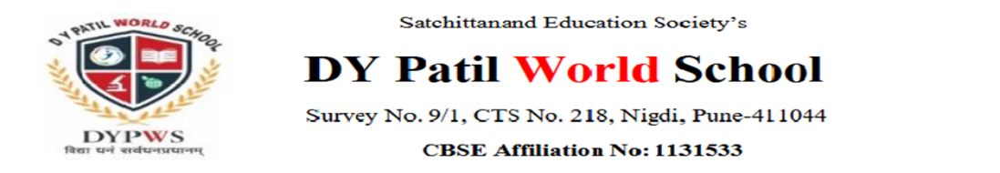 D Y PATIL WORLD SCHOOL
DYPWS
विद्या धनं सर्वधनप्रधानम्
Satchittanand Education Society's
DY Patil World School
Survey No. 9/1, CTS No. 218, Nigdi, Pune-411044
CBSE Affiliation No: 1131533